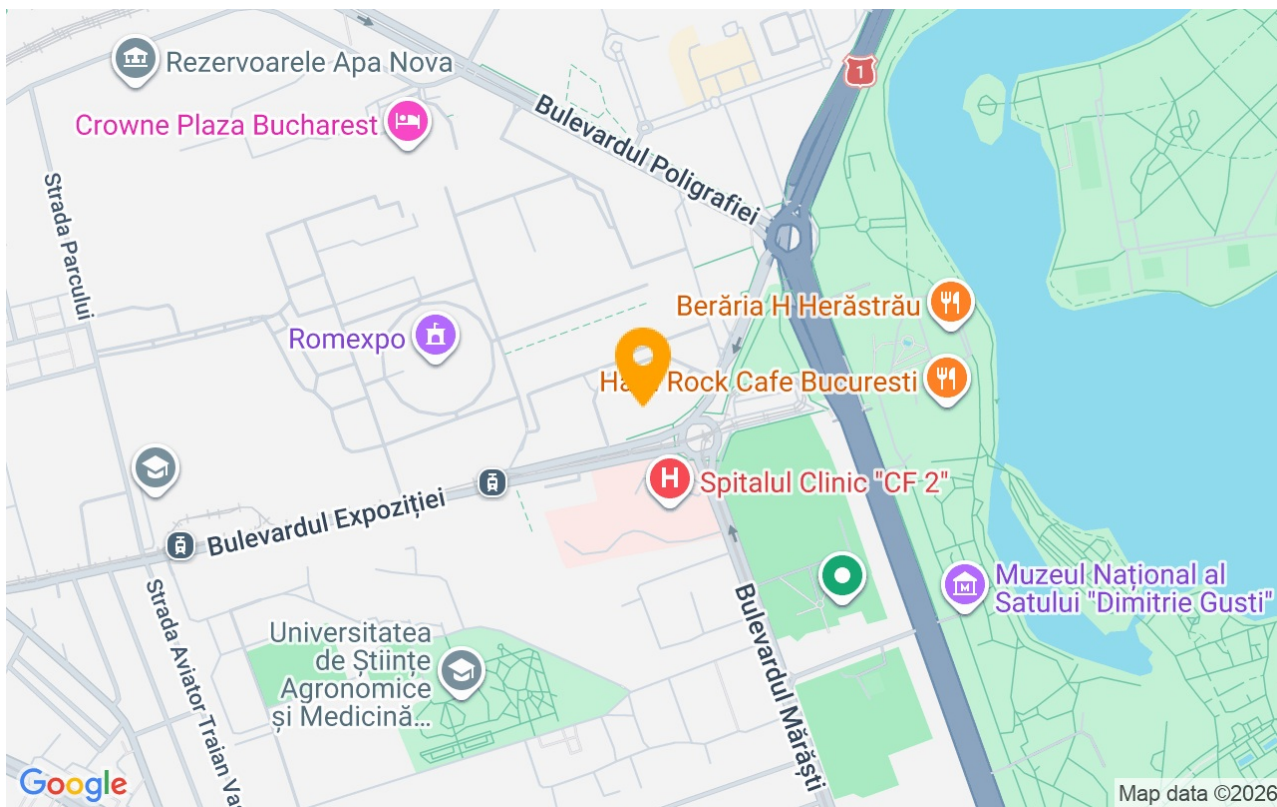 Rezervoarele Apa Nova
Crowne Plaza Bucharest
1
Bulevardul Poligrafiei
Strada Parcului
Berăria H Herăstrău
Romexpo
Rock Cafe Bucuresti
H
Spitalul Clinic "CF 2"
Bulevardul Expoziției
Muzeul Național al
Satului "Dimitrie Gusti"
M
Strada Aviator Traian Va
Bulevardul Mărăști
Universitatea
de Științe
Agronomice
și Medicină...
Google
Map data ©2026